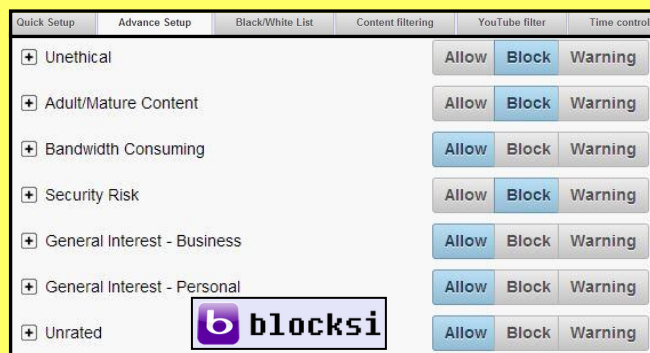 Quick Setup Advance Setup Black/White List Content filtering YouTube filter Time control
Unethical Allow Block Warning
Adult/Mature Content Allow Block Warning
Bandwidth Consuming Allow Block Warning
Security Risk Allow Block Warning
General Interest - Business Allow Block Warning
General Interest - Personal Allow Block Warning
b blocksi
Unrated Allow Block Warning